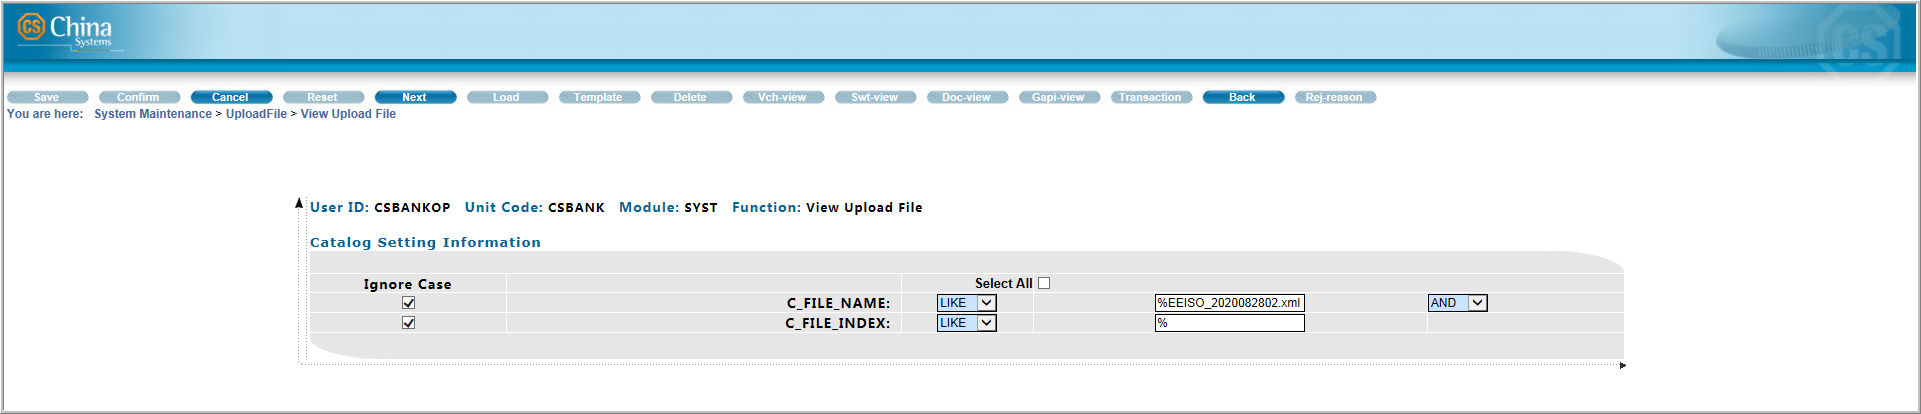 CS China Systems
CS
Save Confirm Cancel Reset Next Load Template Delete Vch-view Swt-view Doc-view Gapi-view Transaction Back Rej-reason
You are here: System Maintenance > UploadFile > View Upload File
User ID: CSBANKOP Unit Code: CSBANK Module: SYST Function: View Upload File
Catalog Setting Information
Ignore Case Select All
C_FILE_NAME: LIKE %EEISO_2020082802.xml AND
C_FILE_INDEX: LIKE %